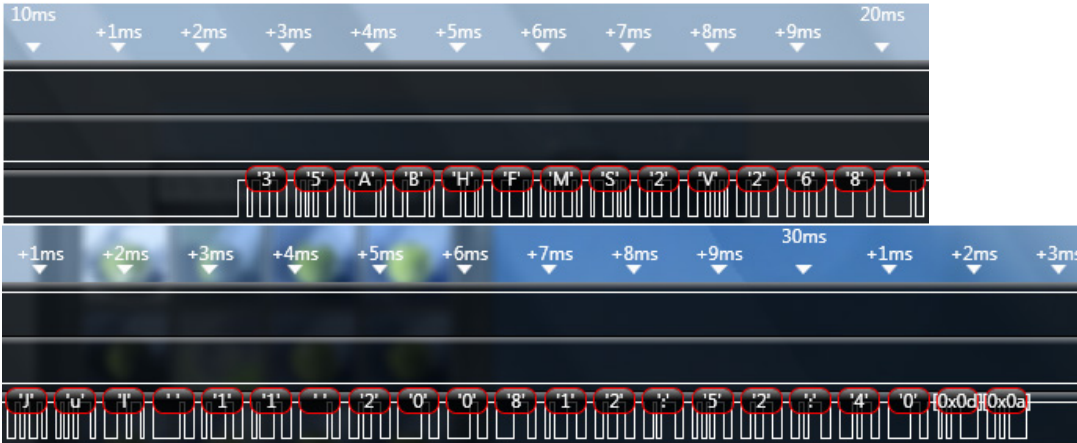 10ms +1ms +2ms +3ms +4ms +5ms +6ms +7ms +8ms +9ms 20ms
'3' '5' 'A' 'B' 'H' 'F' 'M' 'S' '2' 'V' '2' '6' '8' ' '
+1ms +2ms +3ms +4ms +5ms +6ms +7ms +8ms +9ms 30ms +1ms +2ms +3ms
'J' 'u' 'l' ' ' '1' '1' ' ' '2' '0' '0' '8' '1' '2' ':' '5' '2' ':' '4' '0' [0x0d] [0x0a]